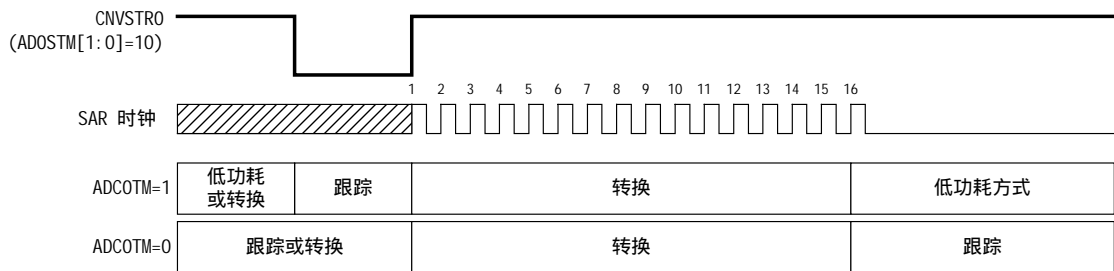 CNVSTR0
(AD0STM[1:0]=10)
1 2 3 4 5 6 7 8 9 10 11 12 13 14 15 16
SAR 时钟
ADC0TM=1 低功耗或转换 跟踪 转换 低功耗方式
ADC0TM=0 跟踪或转换 转换 跟踪